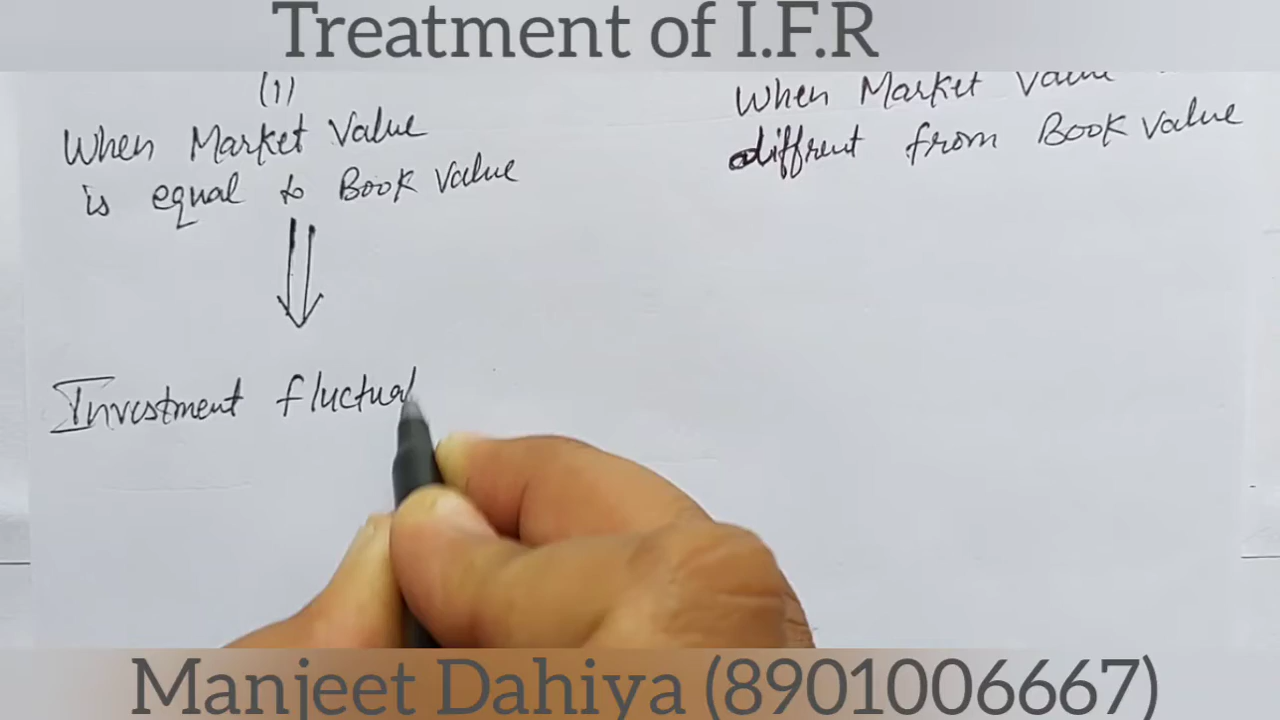 Treatment of I.F.R
(1)
When Market Value
is equal to Book Value
When Market Value
diffrent from Book Value
Investment fluctua
Manjeet Dahiya (8901006667)